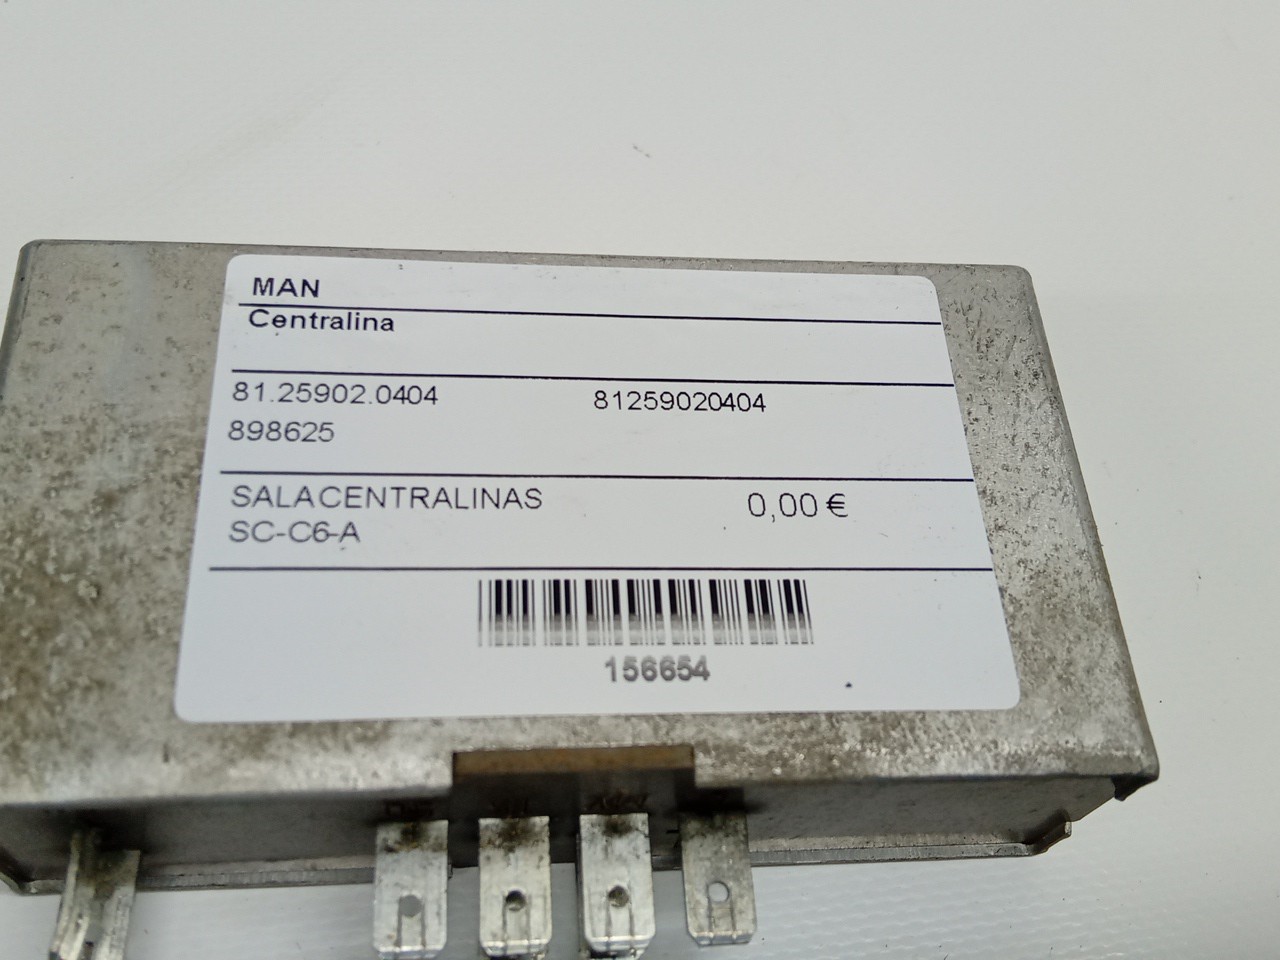 MAN
Centralina
81.25902.0404 81259020404
898625
SALACENTRALINAS 0,00 €
SC-C6-A
156654